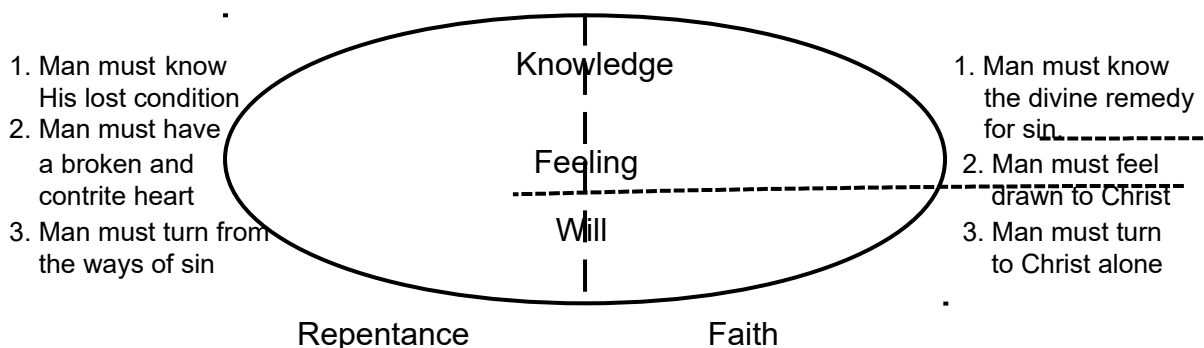 1. Man must know
His lost condition
2. Man must have
a broken and
contrite heart
3. Man must turn from
the ways of sin
Knowledge
Feeling
Will
1. Man must know
the divine remedy
for sin.
2. Man must feel
drawn to Christ
3. Man must turn
to Christ alone
Repentance
Faith